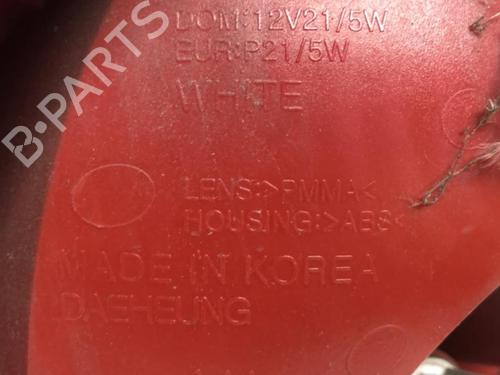 DOM:12V21/5W
EUR:P21/5W
WHITE
B-PARTS
LENS:>PMMA<
HOUSING:>ABS<
MADE IN KOREA
DAEHEUNG